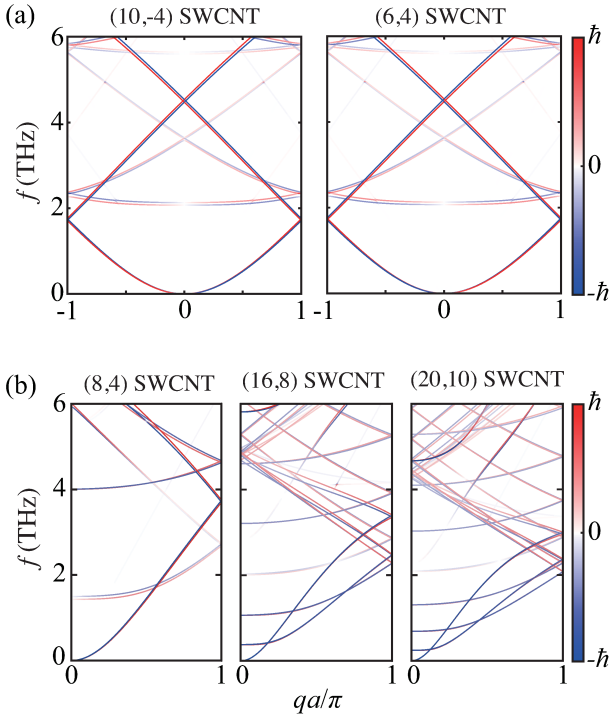 (a)
(10,-4) SWCNT
(6,4) SWCNT
6
4
2
0
f (THz)
-1
0
1
-1
0
1
ħ
0
-ħ
(b)
(8,4) SWCNT
(16,8) SWCNT
(20,10) SWCNT
6
4
2
0
f (THz)
0
1
0
1
0
1
qa/π
ħ
0
-ħ